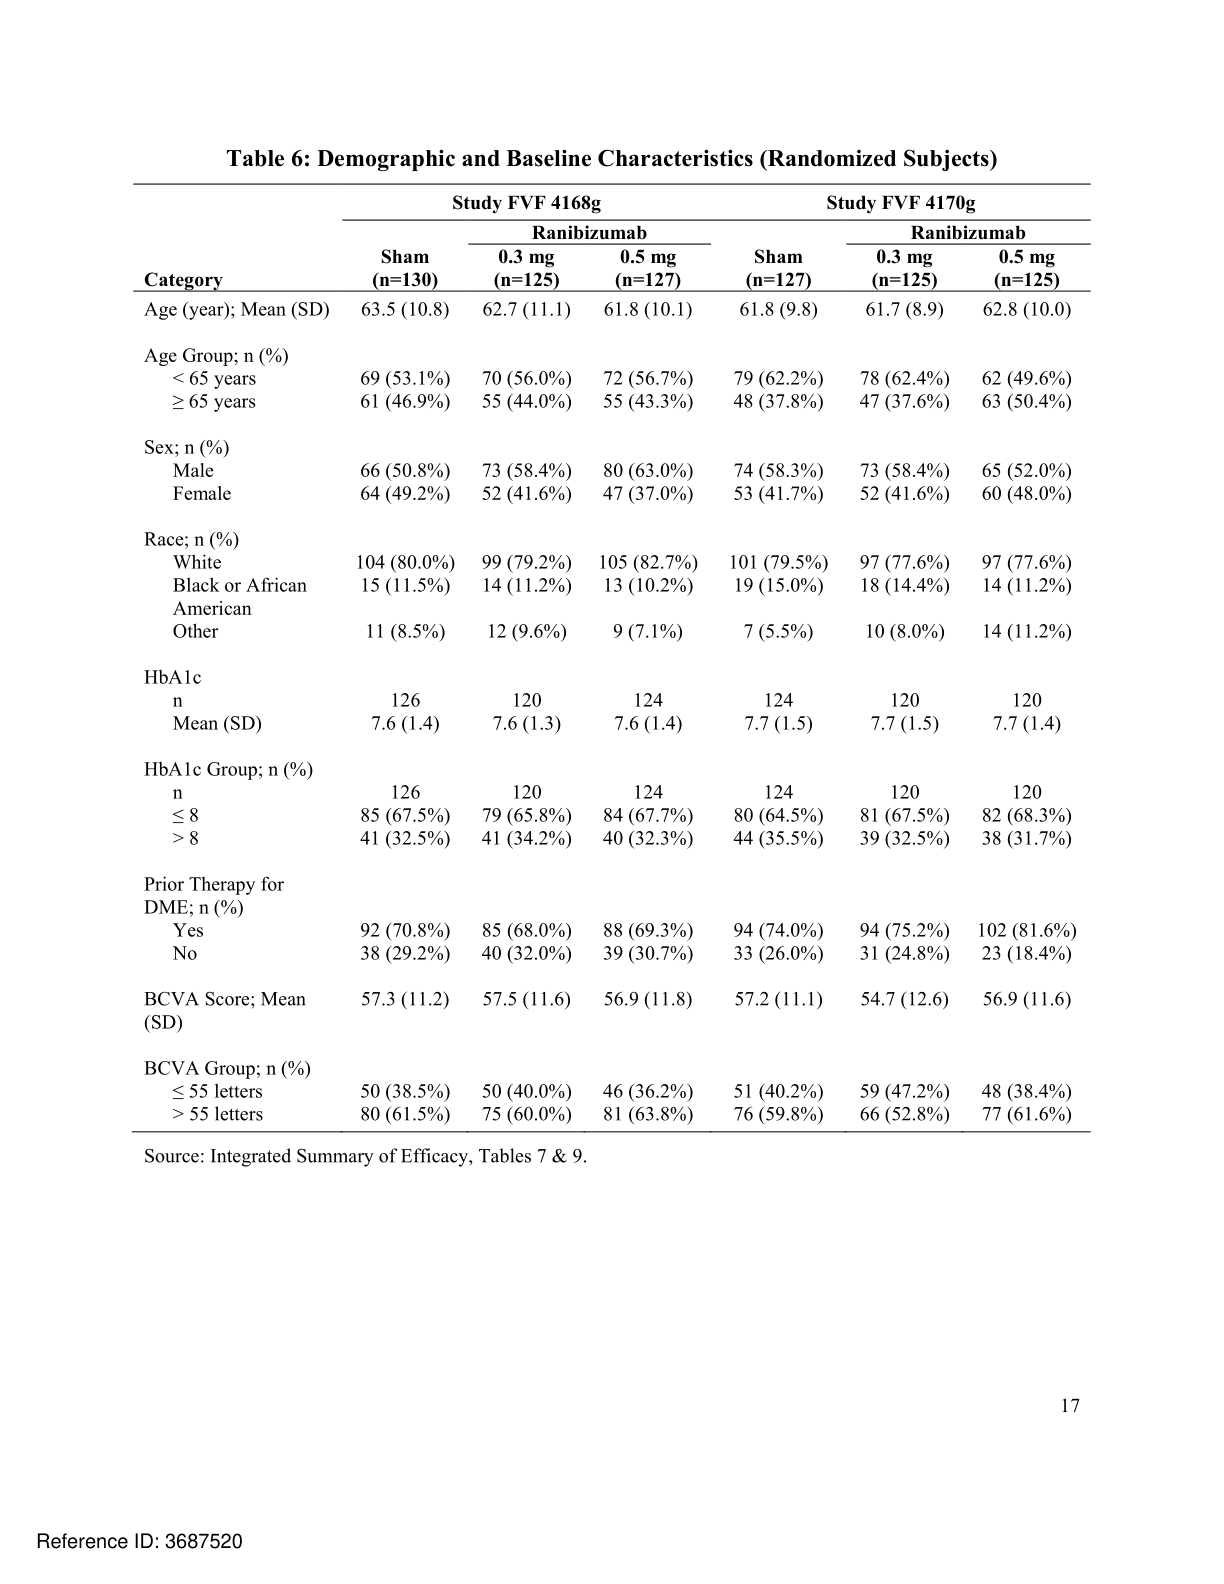 Table 6: Demographic and Baseline Characteristics (Randomized Subjects)
Study FVF 4168g Study FVF 4170g
Ranibizumab Ranibizumab
Sham 0.3 mg 0.5 mg Sham 0.3 mg 0.5 mg
Category (n=130) (n=125) (n=127) (n=127) (n=125) (n=125)
Age (year); Mean (SD) 63.5 (10.8) 62.7 (11.1) 61.8 (10.1) 61.8 (9.8) 61.7 (8.9) 62.8 (10.0)
Age Group; n (%)
< 65 years 69 (53.1%) 70 (56.0%) 72 (56.7%) 79 (62.2%) 78 (62.4%) 62 (49.6%)
≥ 65 years 61 (46.9%) 55 (44.0%) 55 (43.3%) 48 (37.8%) 47 (37.6%) 63 (50.4%)
Sex; n (%)
Male 66 (50.8%) 73 (58.4%) 80 (63.0%) 74 (58.3%) 73 (58.4%) 65 (52.0%)
Female 64 (49.2%) 52 (41.6%) 47 (37.0%) 53 (41.7%) 52 (41.6%) 60 (48.0%)
Race; n (%)
White 104 (80.0%) 99 (79.2%) 105 (82.7%) 101 (79.5%) 97 (77.6%) 97 (77.6%)
Black or African 15 (11.5%) 14 (11.2%) 13 (10.2%) 19 (15.0%) 18 (14.4%) 14 (11.2%)
American
Other 11 (8.5%) 12 (9.6%) 9 (7.1%) 7 (5.5%) 10 (8.0%) 14 (11.2%)
HbA1c
n 126 120 124 124 120 120
Mean (SD) 7.6 (1.4) 7.6 (1.3) 7.6 (1.4) 7.7 (1.5) 7.7 (1.5) 7.7 (1.4)
HbA1c Group; n (%)
n 126 120 124 124 120 120
≤ 8 85 (67.5%) 79 (65.8%) 84 (67.7%) 80 (64.5%) 81 (67.5%) 82 (68.3%)
> 8 41 (32.5%) 41 (34.2%) 40 (32.3%) 44 (35.5%) 39 (32.5%) 38 (31.7%)
Prior Therapy for
DME; n (%)
Yes 92 (70.8%) 85 (68.0%) 88 (69.3%) 94 (74.0%) 94 (75.2%) 102 (81.6%)
No 38 (29.2%) 40 (32.0%) 39 (30.7%) 33 (26.0%) 31 (24.8%) 23 (18.4%)
BCVA Score; Mean 57.3 (11.2) 57.5 (11.6) 56.9 (11.8) 57.2 (11.1) 54.7 (12.6) 56.9 (11.6)
(SD)
BCVA Group; n (%)
≤ 55 letters 50 (38.5%) 50 (40.0%) 46 (36.2%) 51 (40.2%) 59 (47.2%) 48 (38.4%)
> 55 letters 80 (61.5%) 75 (60.0%) 81 (63.8%) 76 (59.8%) 66 (52.8%) 77 (61.6%)
Source: Integrated Summary of Efficacy, Tables 7 & 9.
17
Reference ID: 3687520